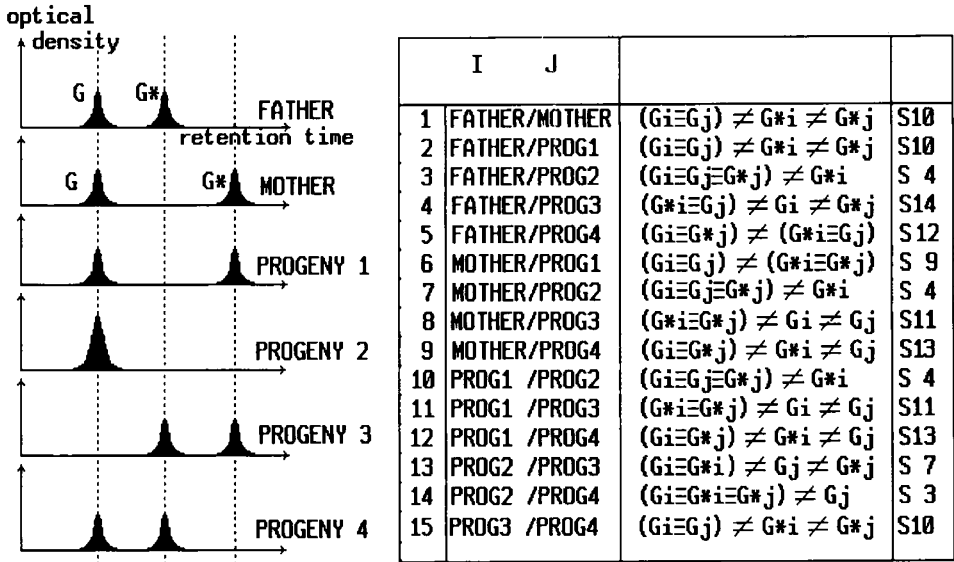 optical
density
G G* FATHER
retention time
G G* MOTHER
PROGENY 1
PROGENY 2
PROGENY 3
PROGENY 4
I J
1 FATHER/MOTHER (Gi≡Gj) ≠ G*i ≠ G*j S10
2 FATHER/PROG1 (Gi≡Gj) ≠ G*i ≠ G*j S10
3 FATHER/PROG2 (Gi≡Gj≡G*j) ≠ G*i S 4
4 FATHER/PROG3 (G*i≡Gj) ≠ Gi ≠ G*j S14
5 FATHER/PROG4 (Gi≡G*j) ≠ (G*i≡Gj) S12
6 MOTHER/PROG1 (Gi≡Gj) ≠ (G*i≡G*j) S 9
7 MOTHER/PROG2 (Gi≡Gj≡G*j) ≠ G*i S 4
8 MOTHER/PROG3 (G*i≡G*j) ≠ Gi ≠ Gj S11
9 MOTHER/PROG4 (Gi≡G*j) ≠ G*i ≠ Gj S13
10 PROG1 /PROG2 (Gi≡Gj≡G*j) ≠ G*i S 4
11 PROG1 /PROG3 (G*i≡G*j) ≠ Gi ≠ Gj S11
12 PROG1 /PROG4 (Gi≡G*j) ≠ G*i ≠ Gj S13
13 PROG2 /PROG3 (Gi≡G*i) ≠ Gj ≠ G*j S 7
14 PROG2 /PROG4 (Gi≡G*i≡G*j) ≠ Gj S 3
15 PROG3 /PROG4 (Gi≡Gj) ≠ G*i ≠ G*j S10